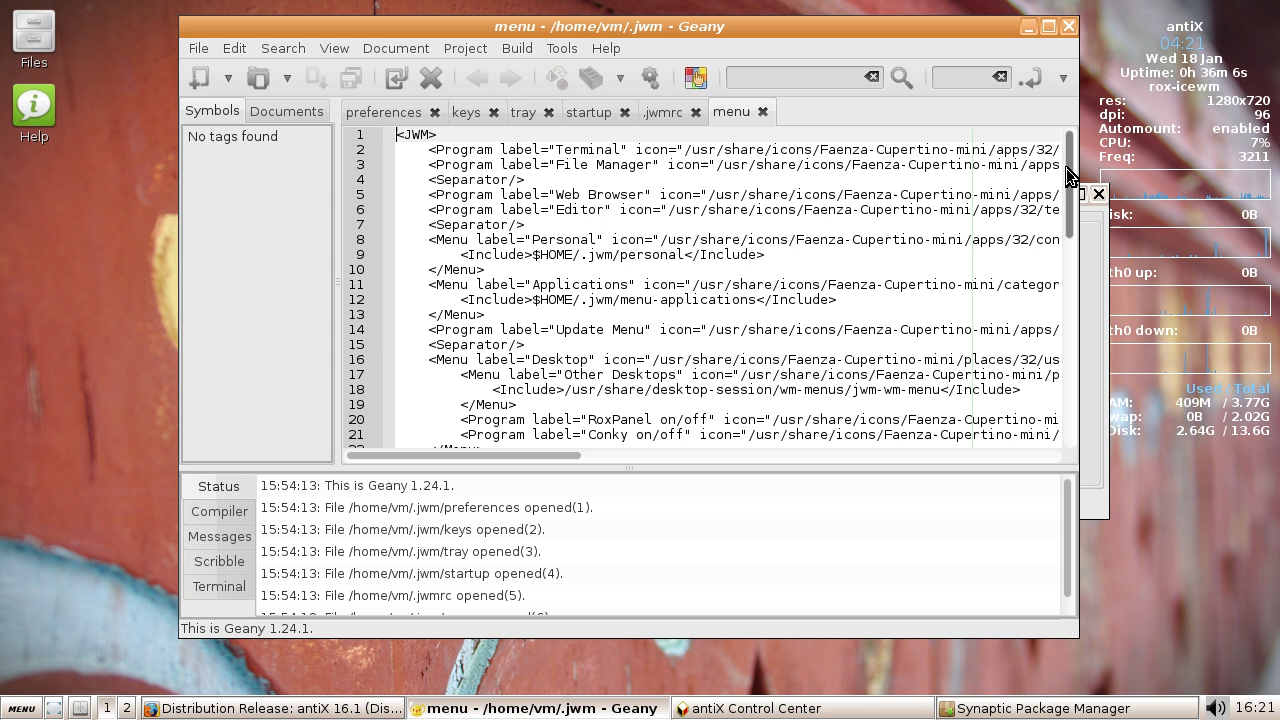 menu - /home/vm/.jwm - Geany
File Edit Search View Document Project Build Tools Help
Symbols Documents
preferences keys tray startup .jwmrc menu
No tags found
1 <JWM>
2 <Program label="Terminal" icon="/usr/share/icons/Faenza-Cupertino-mini/apps/32/
3 <Program label="File Manager" icon="/usr/share/icons/Faenza-Cupertino-mini/apps
4 <Separator/>
5 <Program label="Web Browser" icon="/usr/share/icons/Faenza-Cupertino-mini/apps/
6 <Program label="Editor" icon="/usr/share/icons/Faenza-Cupertino-mini/apps/32/te
7 <Separator/>
8 <Menu label="Personal" icon="/usr/share/icons/Faenza-Cupertino-mini/apps/32/con
9 <Include>$HOME/.jwm/personal</Include>
10 </Menu>
11 <Menu label="Applications" icon="/usr/share/icons/Faenza-Cupertino-mini/categor
12 <Include>$HOME/.jwm/menu-applications</Include>
13 </Menu>
14 <Program label="Update Menu" icon="/usr/share/icons/Faenza-Cupertino-mini/apps/
15 <Separator/>
16 <Menu label="Desktop" icon="/usr/share/icons/Faenza-Cupertino-mini/places/32/us
17 <Menu label="Other Desktops" icon="/usr/share/icons/Faenza-Cupertino-mini/p
18 <Include>/usr/share/desktop-session/wm-menus/jwm-wm-menu</Include>
19 </Menu>
20 <Program label="RoxPanel on/off" icon="/usr/share/icons/Faenza-Cupertino-mi
21 <Program label="Conky on/off" icon="/usr/share/icons/Faenza-Cupertino-mini/
Status
Compiler
Messages
Scribble
Terminal
15:54:13: This is Geany 1.24.1.
15:54:13: File /home/vm/.jwm/preferences opened(1).
15:54:13: File /home/vm/.jwm/keys opened(2).
15:54:13: File /home/vm/.jwm/tray opened(3).
15:54:13: File /home/vm/.jwm/startup opened(4).
15:54:13: File /home/vm/.jwmrc opened(5).
This is Geany 1.24.1.
Files
Help
antiX
04:21
Wed 18 Jan
Uptime: 0h 36m 6s
rox-icewm
res: 1280x720
dpi: 96
Automount: enabled
CPU: 7%
Freq: 3211
isk: 0B
th0 up: 0B
th0 down: 0B
Used / Total
AM: 409M / 3.77G
wap: 0B / 2.02G
Disk: 2.64G / 13.6G
MENU 1 2 Distribution Release: antiX 16.1 (Dis... menu - /home/vm/.jwm - Geany antiX Control Center Synaptic Package Manager 16:21